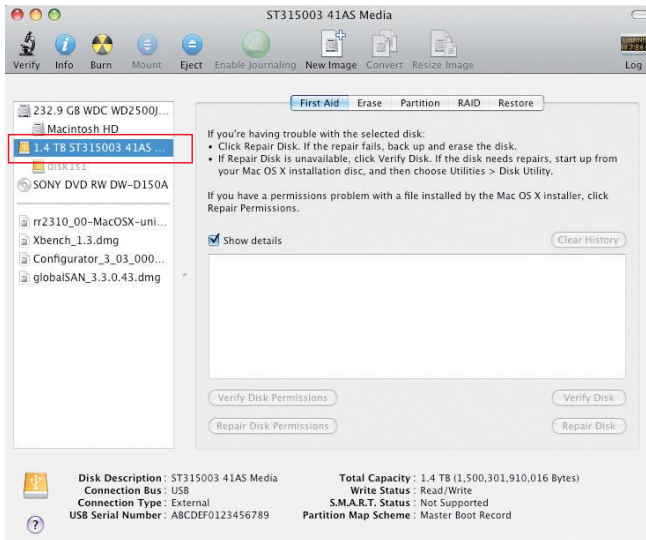 ST315003 41AS Media
Verify Info Burn Mount Eject Enable Journaling New Image Convert Resize Image Log
First Aid Erase Partition RAID Restore
232.9 GB WDC WD2500J...
Macintosh HD
1.4 TB ST315003 41AS ...
disk1s1
SONY DVD RW DW-D150A
rr2310_00-MacOSX-uni...
Xbench_1.3.dmg
Configurator_3_03_000...
globalSAN_3.3.0.43.dmg
If you're having trouble with the selected disk:
• Click Repair Disk. If the repair fails, back up and erase the disk.
• If Repair Disk is unavailable, click Verify Disk. If the disk needs repairs, start up from
your Mac OS X installation disc, and then choose Utilities > Disk Utility.
If you have a permissions problem with a file installed by the Mac OS X installer, click
Repair Permissions.
Show details
Clear History
Verify Disk Permissions
Verify Disk
Repair Disk Permissions
Repair Disk
Disk Description : ST315003 41AS Media
Connection Bus : USB
Connection Type : External
USB Serial Number : ABCDEF0123456789
Total Capacity : 1.4 TB (1,500,301,910,016 Bytes)
Write Status : Read/Write
S.M.A.R.T. Status : Not Supported
Partition Map Scheme : Master Boot Record
?